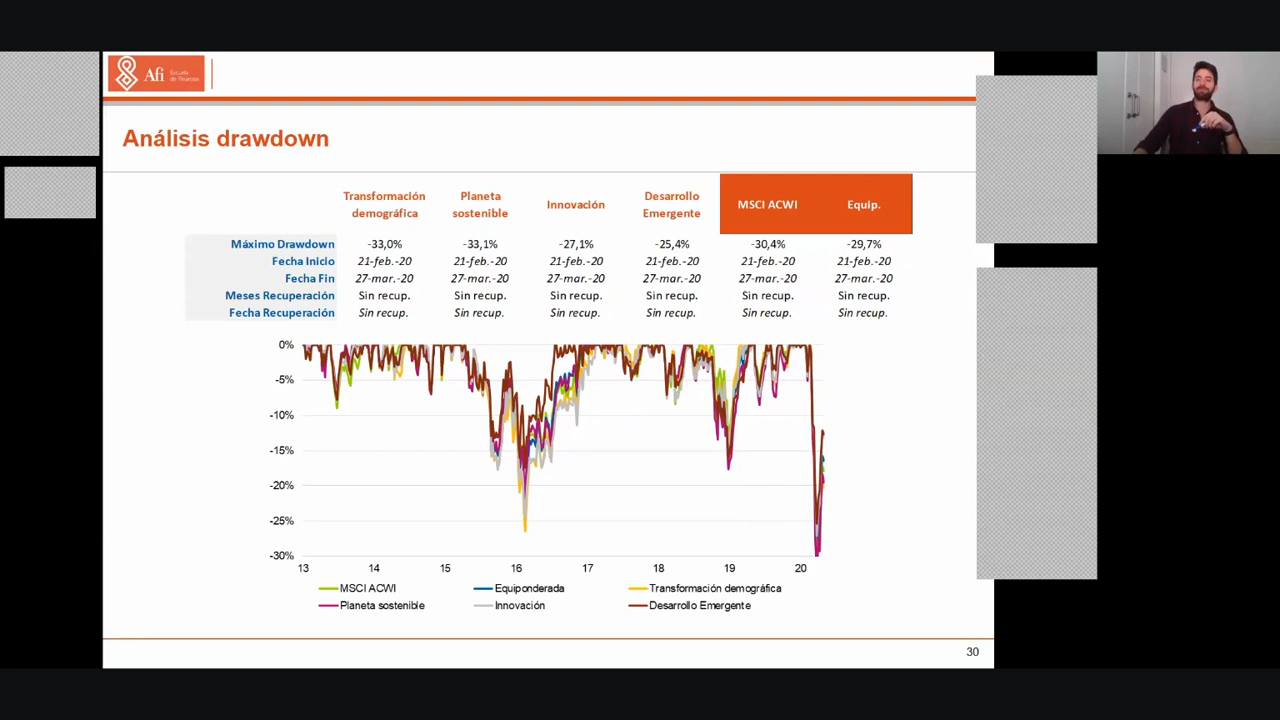 Afi
Escuela
de Finanzas
Análisis drawdown
Transformación
demográfica
Planeta
sostenible
Innovación
Desarrollo
Emergente
MSCI ACWI
Equip.
Máximo Drawdown -33,0% -33,1% -27,1% -25,4% -30,4% -29,7%
Fecha Inicio 21-feb.-20 21-feb.-20 21-feb.-20 21-feb.-20 21-feb.-20 21-feb.-20
Fecha Fin 27-mar.-20 27-mar.-20 27-mar.-20 27-mar.-20 27-mar.-20 27-mar.-20
Meses Recuperación Sin recup. Sin recup. Sin recup. Sin recup. Sin recup. Sin recup.
Fecha Recuperación Sin recup. Sin recup. Sin recup. Sin recup. Sin recup. Sin recup.
0%
-5%
-10%
-15%
-20%
-25%
-30%
13 14 15 16 17 18 19 20
MSCI ACWI Equiponderada Transformación demográfica
Planeta sostenible Innovación Desarrollo Emergente
30